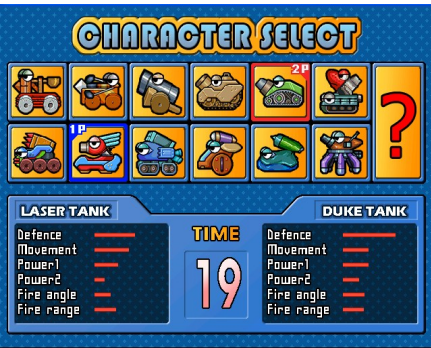 CHARACTER SELECT
2P
?
1P
LASER TANK
DUKE TANK
TIME
19
Defence
Movement
Power1
Power2
Fire angle
Fire range
Defence
Movement
Power1
Power2
Fire angle
Fire range